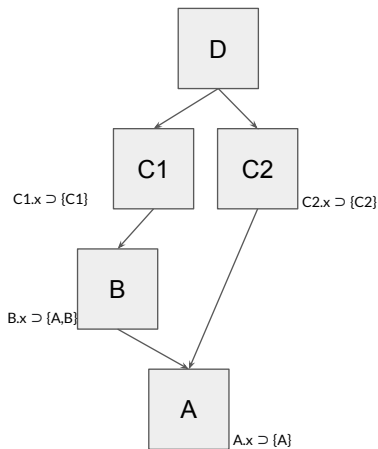 D
C1
C2
C1.x ⊃ {C1}
C2.x ⊃ {C2}
B
B.x ⊃ {A,B}
A
A.x ⊃ {A}